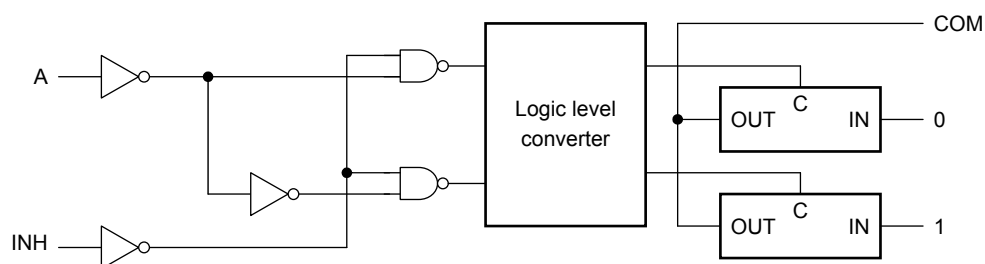 COM
A
C
OUT IN 0
Logic level
converter
C
OUT IN 1
INH